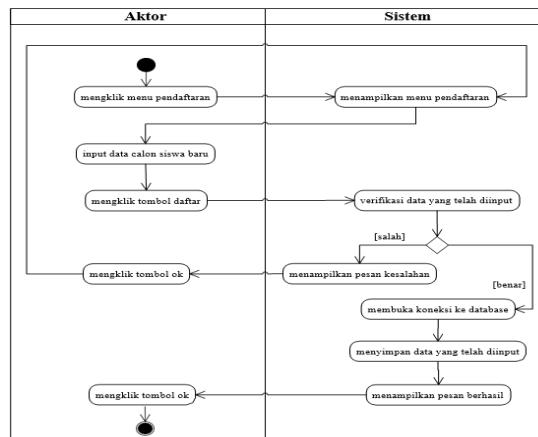 Aktor
Sistem
mengklik menu pendaftaran
menampilkan menu pendaftaran
input data calon siswa baru
mengklik tombol daftar
verifikasi data yang telah diinput
[salah]
mengklik tombol ok
menampilkan pesan kesalahan
[benar]
membuka koneksi ke database
menyimpan data yang telah diinput
mengklik tombol ok
menampilkan pesan berhasil